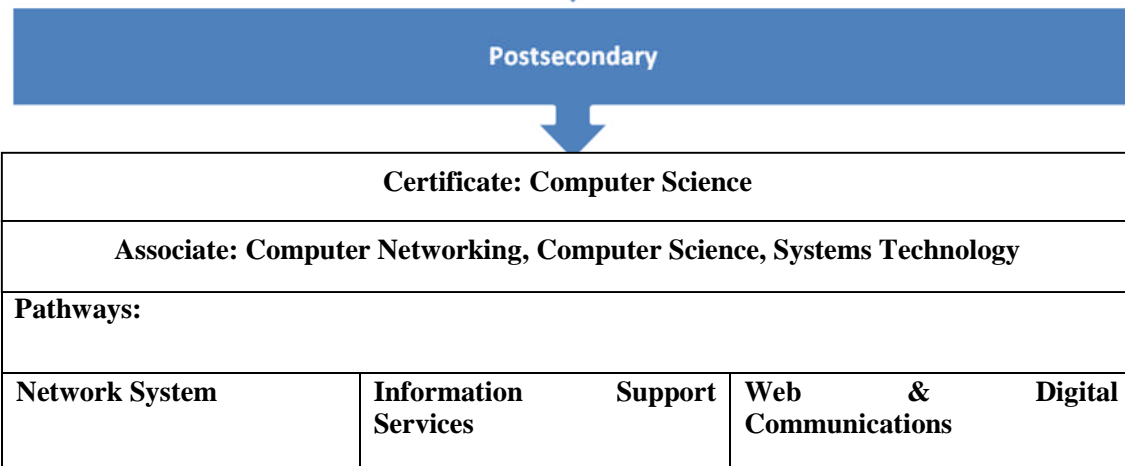 Postsecondary
Certificate: Computer Science
Associate: Computer Networking, Computer Science, Systems Technology
Pathways:
Network System
Information Support
Services
Web & Digital
Communications